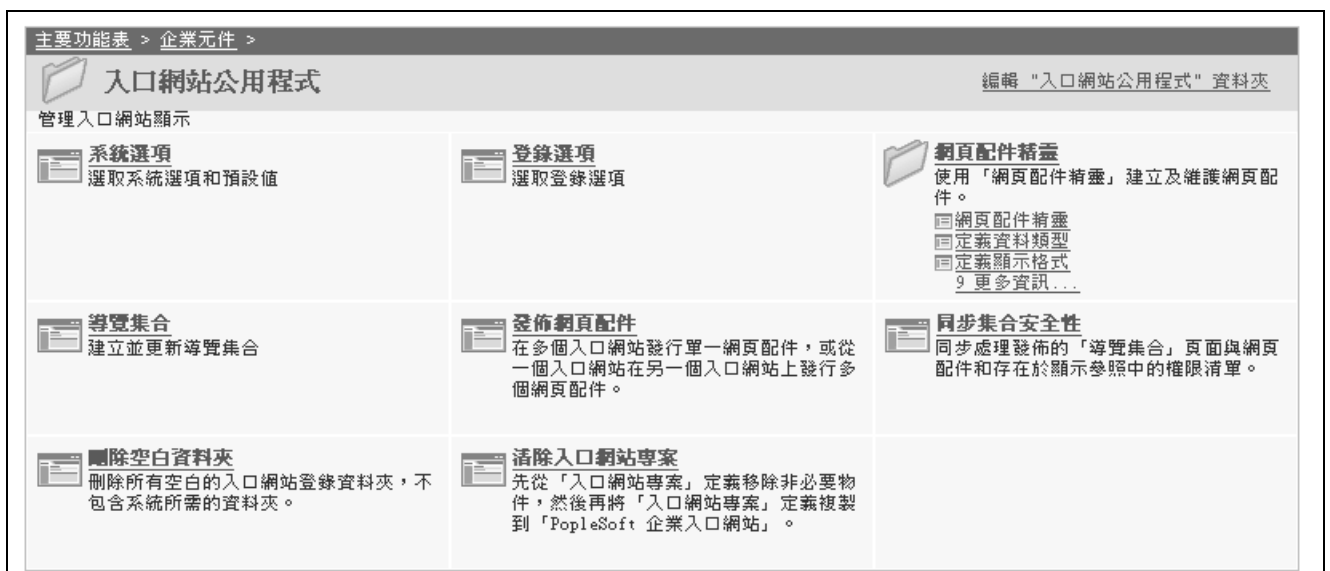 主要功能表 > 企業元件 >
入口網站公用程式
編輯 "入口網站公用程式" 資料夾
管理入口網站顯示
系統選項
選取系統選項和預設值
登錄選項
選取登錄選項
網頁配件精靈
使用「網頁配件精靈」建立及維護網頁配
件。
網頁配件精靈
定義資料類型
定義顯示格式
9 更多資訊...
導覽集合
建立並更新導覽集合
發佈網頁配件
在多個入口網站發行單一網頁配件，或從
一個入口網站在另一個入口網站上發行多
個網頁配件。
同步集合安全性
同步處理發佈的「導覽集合」頁面與網頁
配件和存在於顯示參照中的權限清單。
刪除空白資料夾
刪除所有空白的入口網站登錄資料夾，不
包含系統所需的資料夾。
清除入口網站專案
先從「入口網站專案」定義移除非必要物
件，然後再將「入口網站專案」定義複製
到「PopleSoft 企業入口網站」。